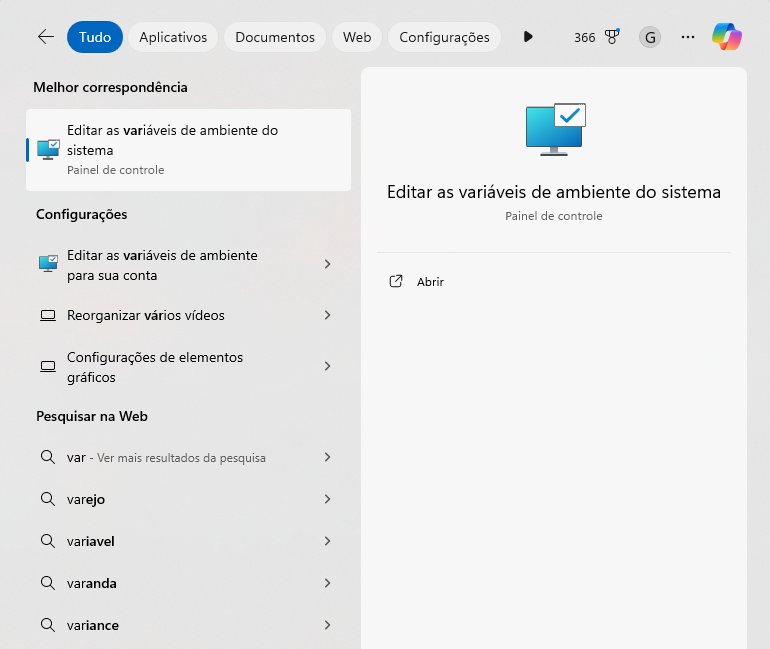 Tudo
Aplicativos
Documentos
Web
Configurações
366
G
Melhor correspondência
Editar as variáveis de ambiente do
sistema
Painel de controle
Configurações
Editar as variáveis de ambiente
para sua conta
Reorganizar vários vídeos
Configurações de elementos
gráficos
Pesquisar na Web
var - Ver mais resultados da pesquisa
varejo
variavel
varanda
variance
Editar as variáveis de ambiente do sistema
Painel de controle
Abrir